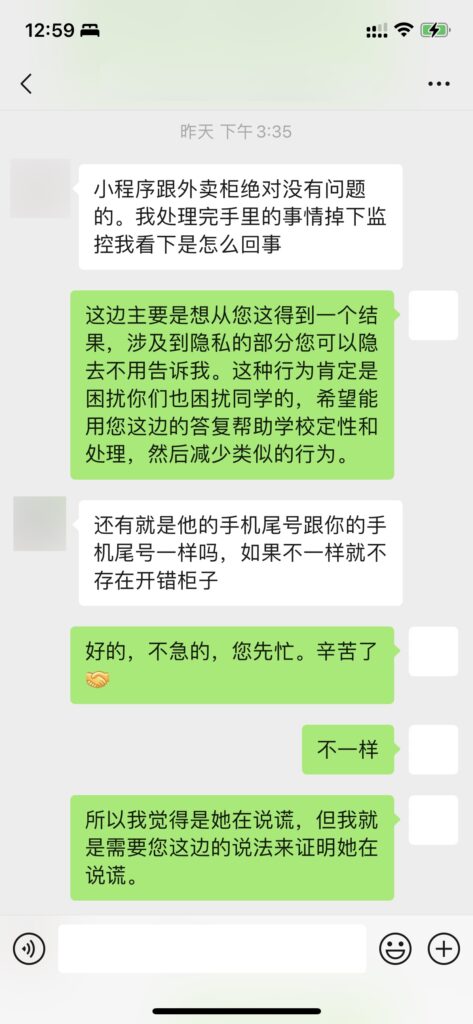 12:59
昨天 下午3:35
小程序跟外卖柜绝对没有问题
的。我处理完手里的事情掉下监
控我看下是怎么回事
这边主要是想从您这得到一个结
果，涉及到隐私的部分您可以隐
去不用告诉我。这种行为肯定是
困扰你们也困扰同学的，希望能
用您这边的答复帮助学校定性和
处理，然后减少类似的行为。
还有就是他的手机尾号跟你的手
机尾号一样吗，如果不一样就不
存在开错柜子
好的，不急的，您先忙。辛苦了
🤝
不一样
所以我觉得是她在说谎，但我就
是需要您这边的说法来证明她在
说谎。